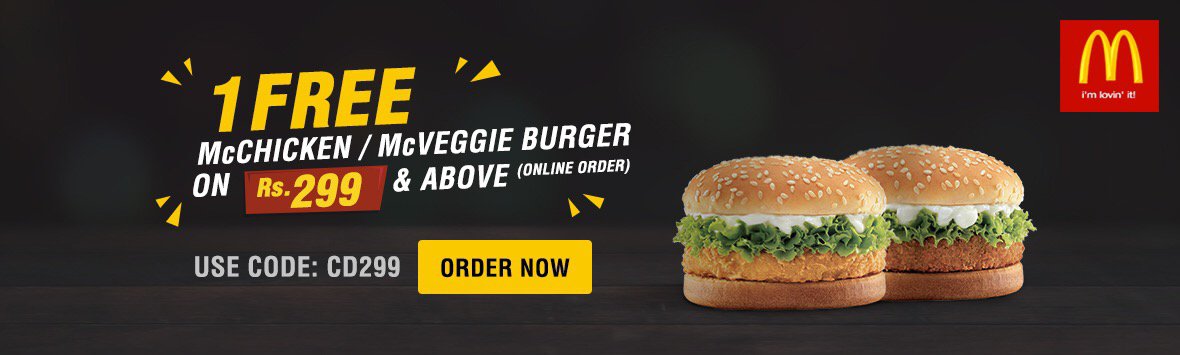 1 FREE
McCHICKEN / McVEGGIE BURGER
ON Rs.299 & ABOVE (ONLINE ORDER)
USE CODE: CD299 ORDER NOW
i'm lovin' it!